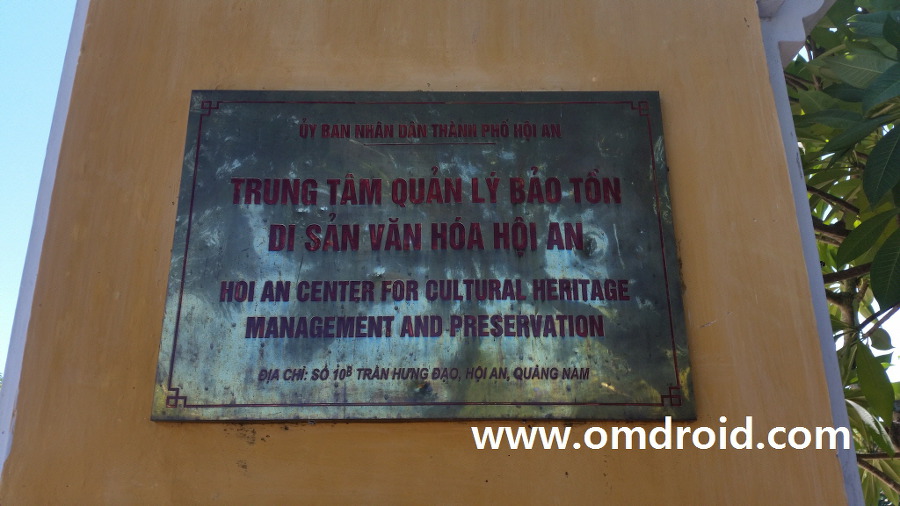 ỦY BAN NHÂN DÂN THÀNH PHỐ HỘI AN
TRUNG TÂM QUẢN LÝ BẢO TỒN
DI SẢN VĂN HÓA HỘI AN
HOI AN CENTER FOR CULTURAL HERITAGE
MANAGEMENT AND PRESERVATION
ĐỊA CHỈ: SỐ 10B TRẦN HƯNG ĐẠO, HỘI AN, QUẢNG NAM
www.omdroid.com